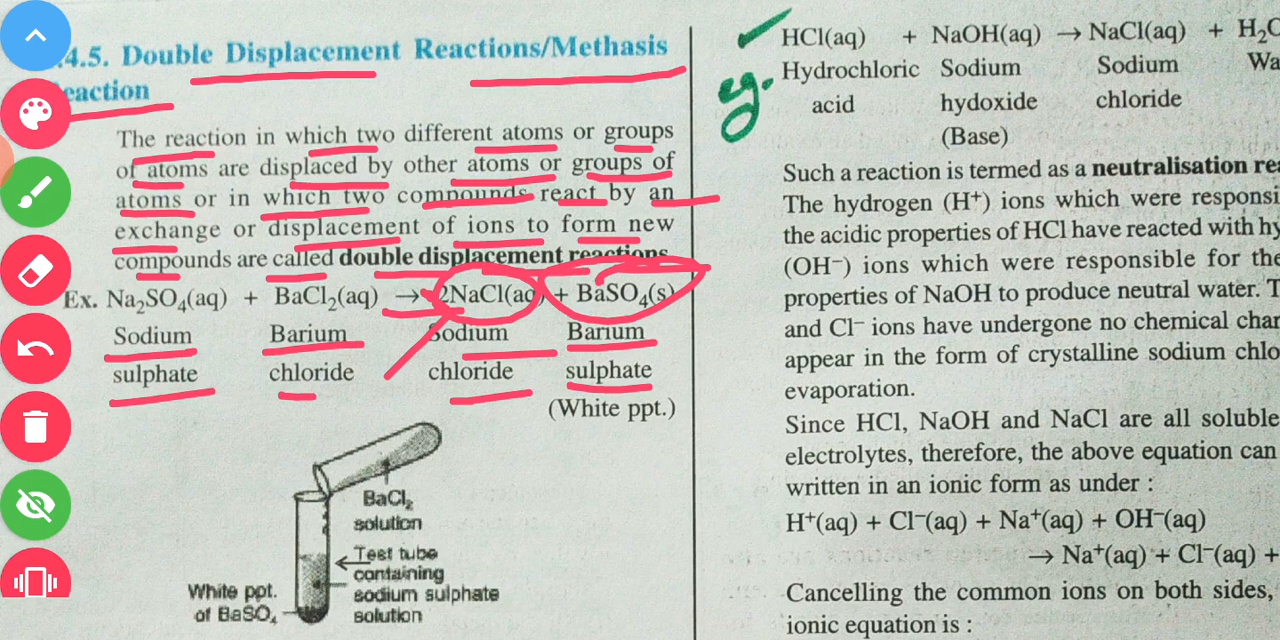 4.5. Double Displacement Reactions/Methasis
eaction
The reaction in which two different atoms or groups
of atoms are displaced by other atoms or groups of
atoms or in which two compounds react by an
exchange or displacement of ions to form new
compounds are called double displacement reactions
Ex. Na₂SO₄(aq) + BaCl₂(aq) → 2NaCl(aq) + BaSO₄(s)
Sodium Barium Sodium Barium
sulphate chloride chloride sulphate
(White ppt.)
BaCl₂
solution
Test tube
containing
sodium sulphate
solution
White ppt.
of BaSO₄
eg.
HCl(aq) + NaOH(aq) → NaCl(aq) + H₂O
Hydrochloric Sodium Sodium Wa
acid hydoxide chloride
(Base)
Such a reaction is termed as a neutralisation rea
The hydrogen (H⁺) ions which were responsi
the acidic properties of HCl have reacted with hy
(OH⁻) ions which were responsible for the
properties of NaOH to produce neutral water. T
and Cl⁻ ions have undergone no chemical char
appear in the form of crystalline sodium chlo
evaporation.
Since HCl, NaOH and NaCl are all soluble
electrolytes, therefore, the above equation can
written in an ionic form as under :
H⁺(aq) + Cl⁻(aq) + Na⁺(aq) + OH⁻(aq)
→ Na⁺(aq) + Cl⁻(aq) +
Cancelling the common ions on both sides,
ionic equation is :